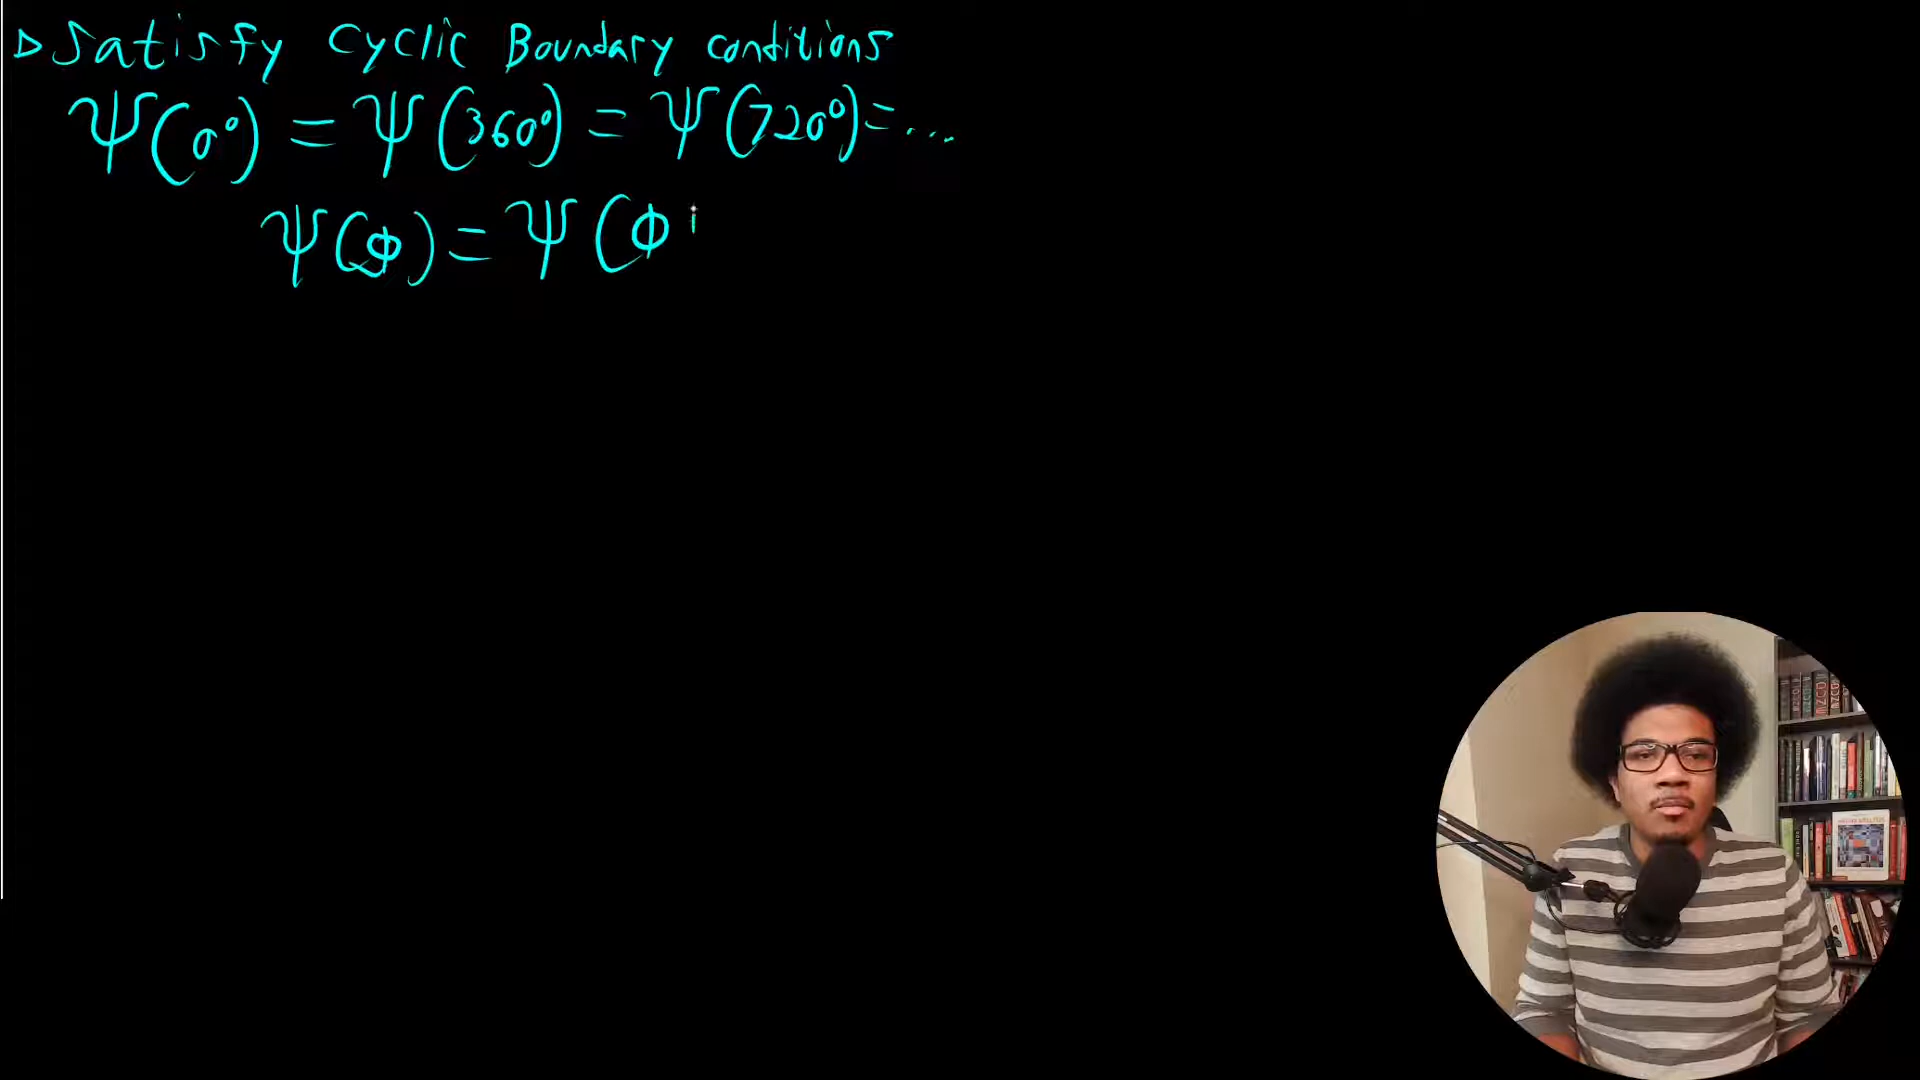 ▷ Satisfy Cyclic Boundary conditions
Ψ(0°) = Ψ(360°) = Ψ(720°) = ...
Ψ(Φ) = Ψ(Φ